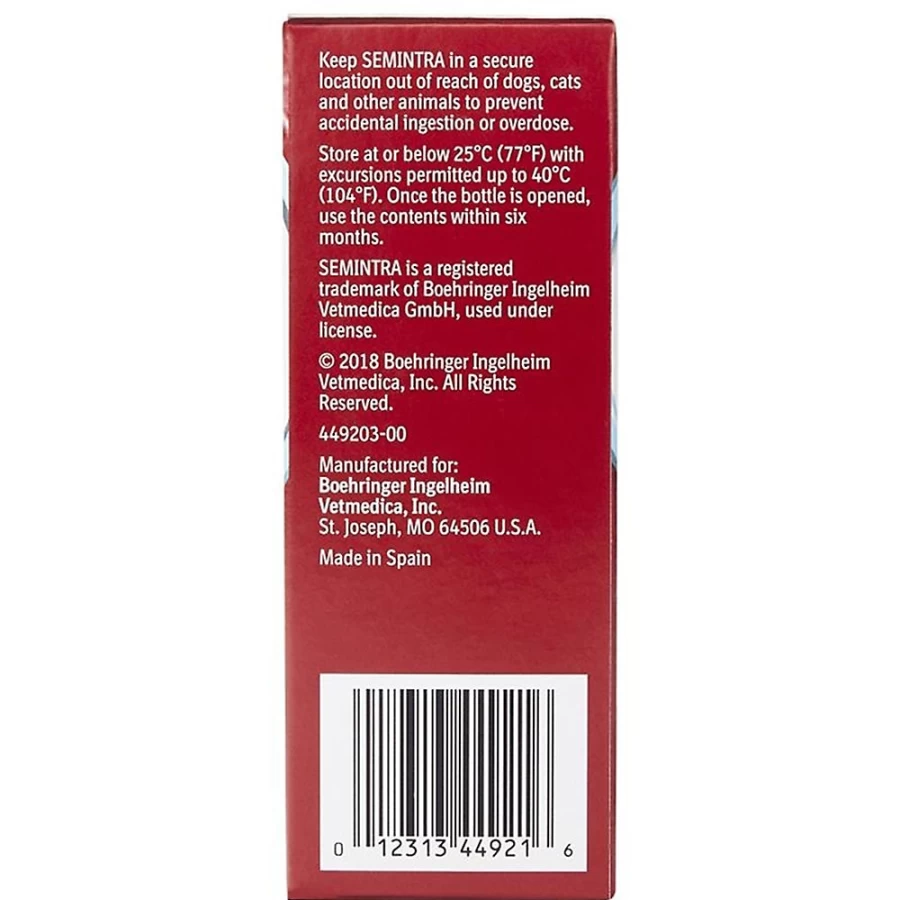 Keep SEMINTRA in a secure
location out of reach of dogs, cats
and other animals to prevent
accidental ingestion or overdose.
Store at or below 25°C (77°F) with
excursions permitted up to 40°C
(104°F). Once the bottle is opened,
use the contents within six
months.
SEMINTRA is a registered
trademark of Boehringer Ingelheim
Vetmedica GmbH, used under
license.
© 2018 Boehringer Ingelheim
Vetmedica, Inc. All Rights
Reserved.
449203-00
Manufactured for:
Boehringer Ingelheim
Vetmedica, Inc.
St. Joseph, MO 64506 U.S.A.
Made in Spain
0 12313 44921 6